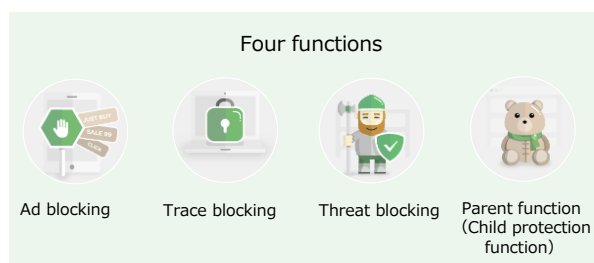 Four functions
JUST BUY
SALE 99
CLICK
Ad blocking
Trace blocking
Threat blocking
Parent function
(Child protection
function)